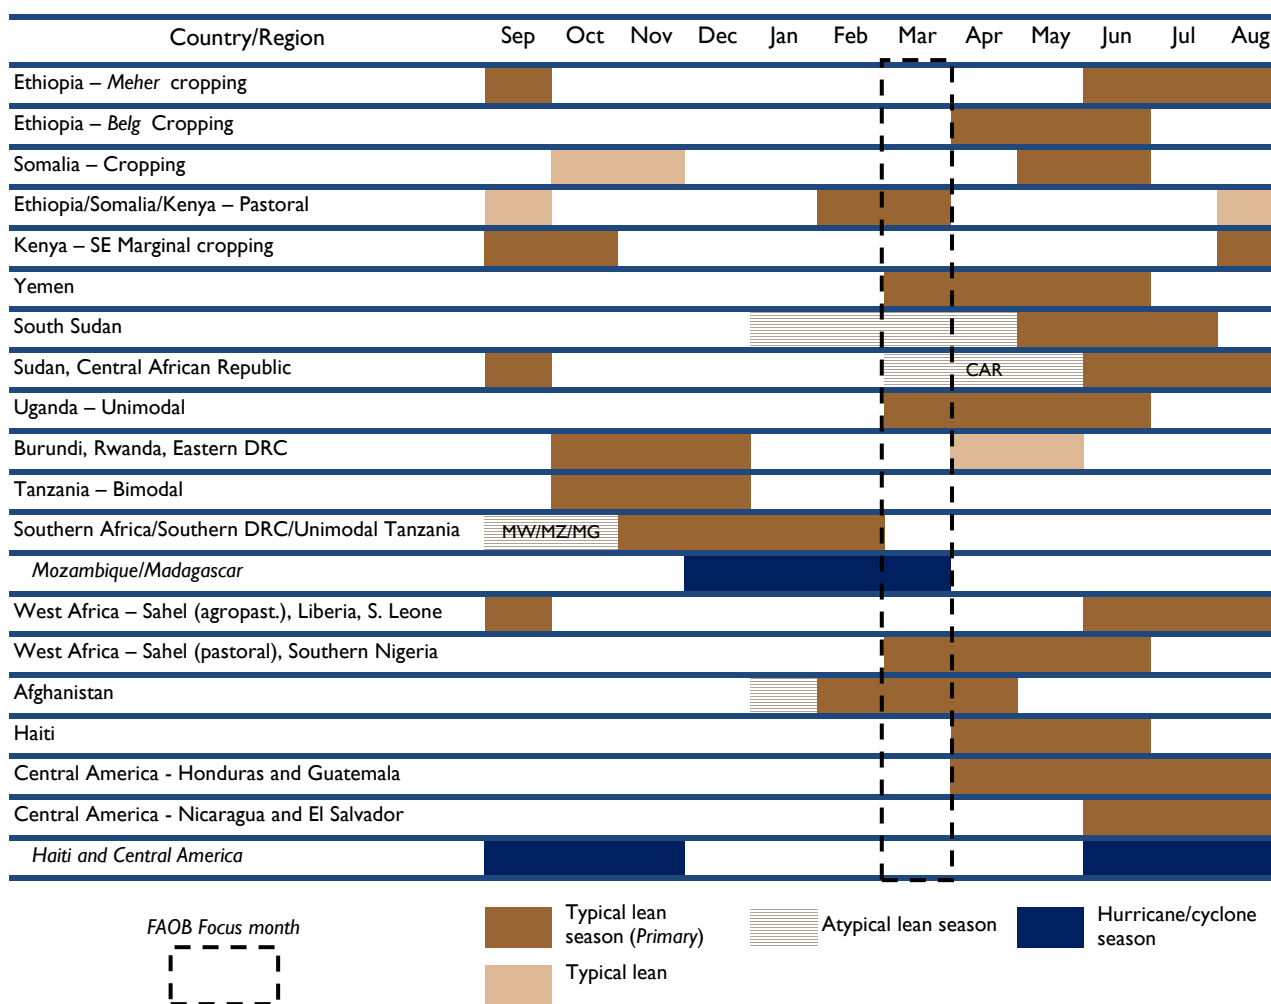 Country/Region Sep Oct Nov Dec Jan Feb Mar Apr May Jun Jul Aug
Ethiopia – Meher cropping
Ethiopia – Belg Cropping
Somalia – Cropping
Ethiopia/Somalia/Kenya – Pastoral
Kenya – SE Marginal cropping
Yemen
South Sudan
Sudan, Central African Republic CAR
Uganda – Unimodal
Burundi, Rwanda, Eastern DRC
Tanzania – Bimodal
Southern Africa/Southern DRC/Unimodal Tanzania MW/MZ/MG
Mozambique/Madagascar
West Africa – Sahel (agropast.), Liberia, S. Leone
West Africa – Sahel (pastoral), Southern Nigeria
Afghanistan
Haiti
Central America - Honduras and Guatemala
Central America - Nicaragua and El Salvador
Haiti and Central America
FAOB Focus month
Typical lean
season (Primary)
Atypical lean season
Hurricane/cyclone
season
Typical lean